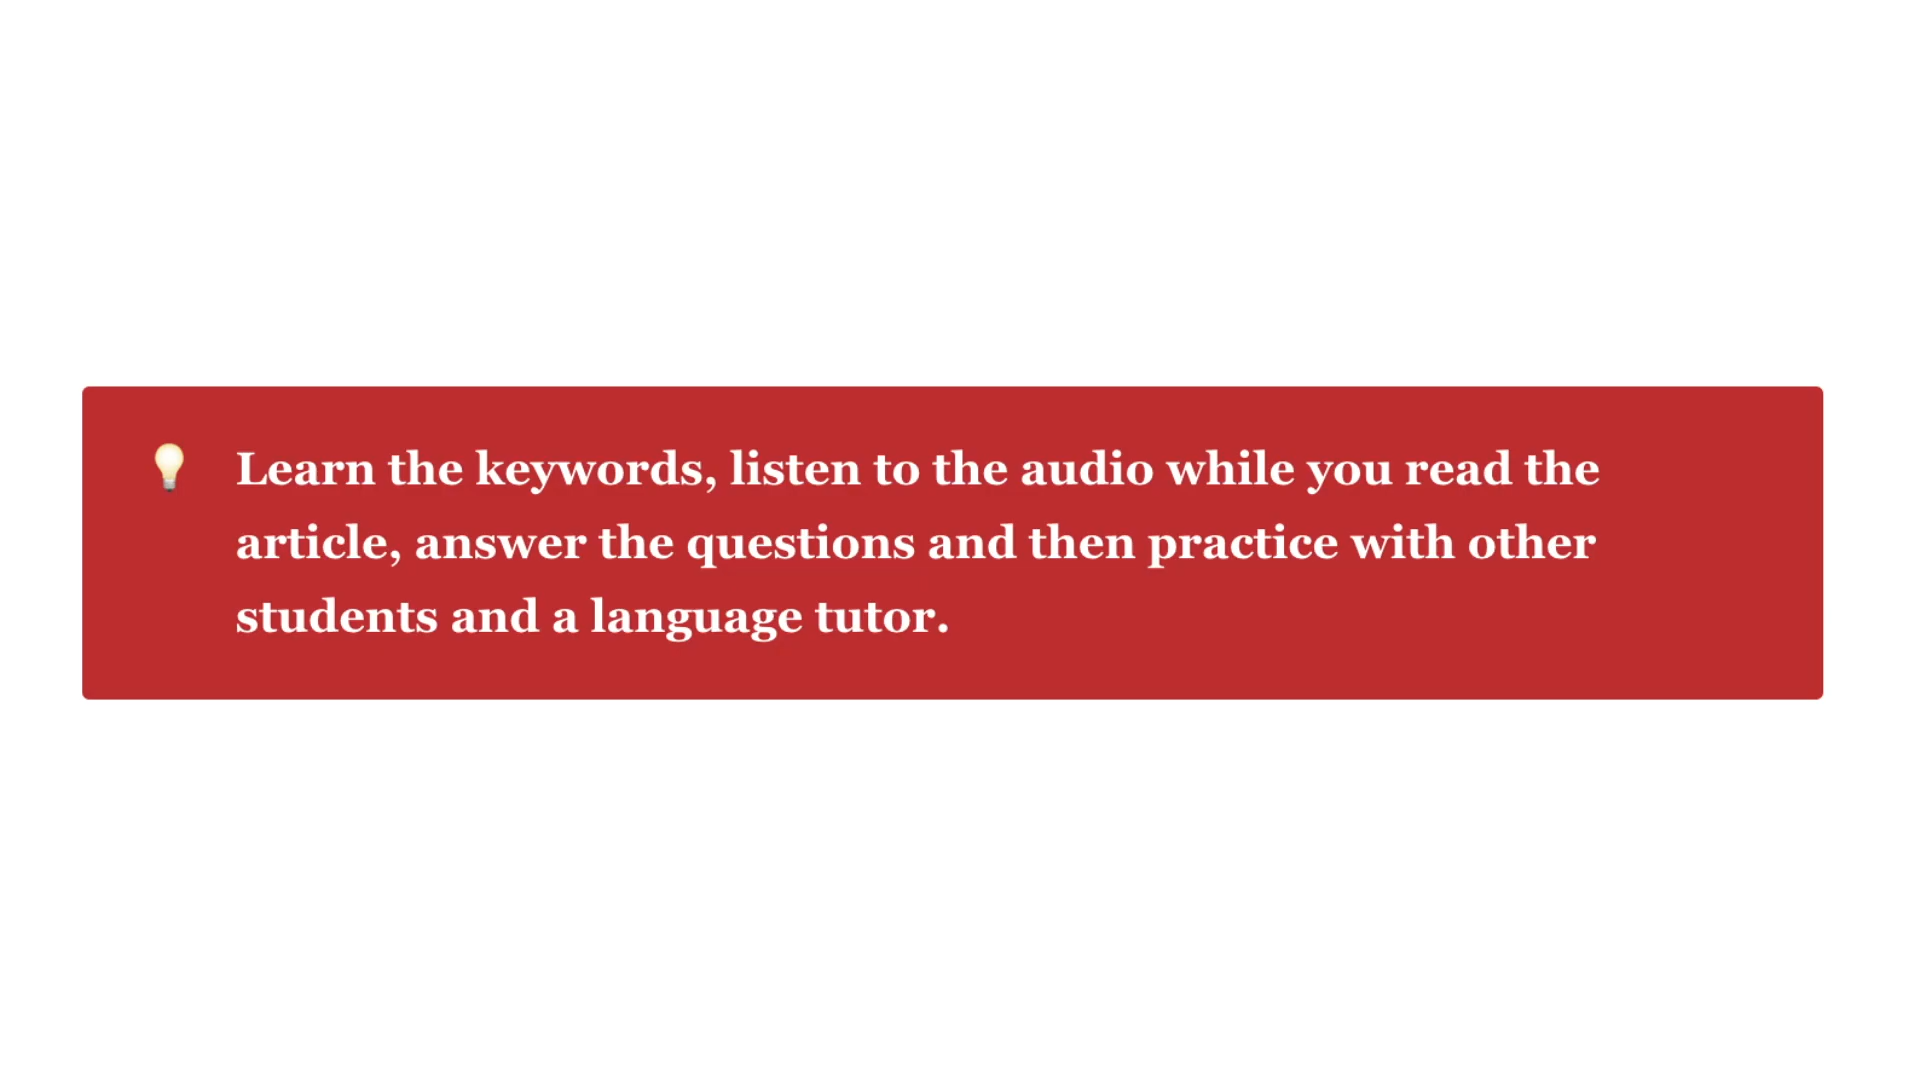 Learn the keywords, listen to the audio while you read the
article, answer the questions and then practice with other
students and a language tutor.